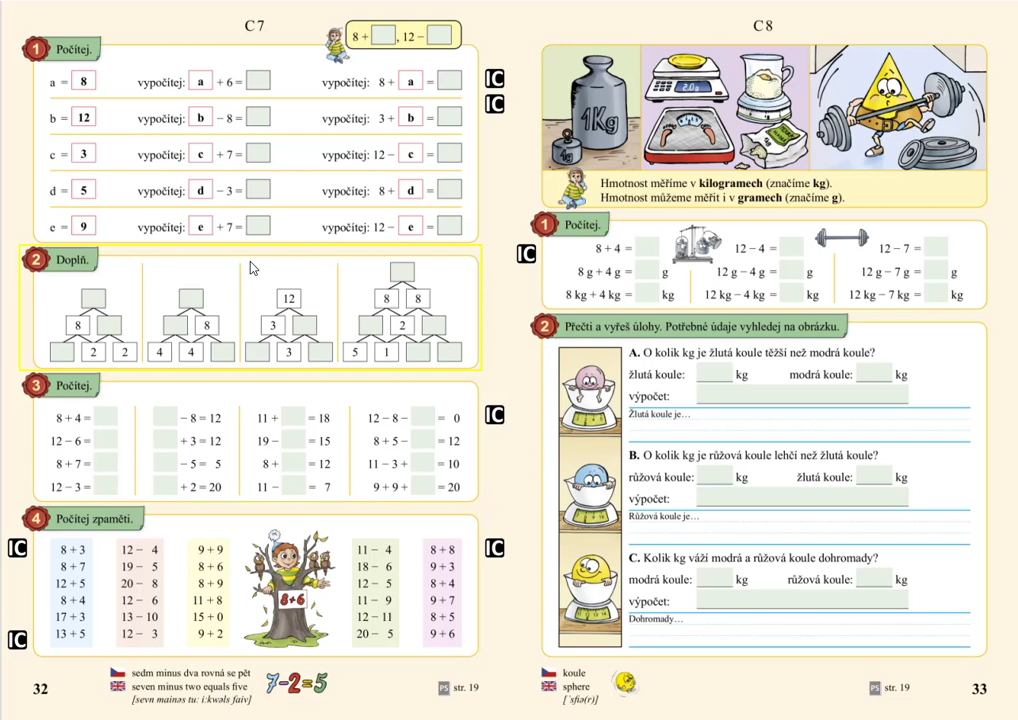 C 7
8 + , 12 −
1 Počítej.
a = 8 vypočítej: a + 6 = vypočítej: 8 + a =
b = 12 vypočítej: b − 8 = vypočítej: 3 + b =
c = 3 vypočítej: c + 7 = vypočítej: 12 − c =
d = 5 vypočítej: d − 3 = vypočítej: 8 + d =
e = 9 vypočítej: e + 7 = vypočítej: 12 − e =
IC
IC
2 Doplň.
12 8 8
8 8 3 2
2 2 4 4 3 5 1
3 Počítej.
8 + 4 = − 8 = 12 11 + = 18 12 − 8 − = 0
12 − 6 = + 3 = 12 19 − = 15 8 + 5 − = 12
8 + 7 = − 5 = 5 8 + = 12 11 − 3 + = 10
12 − 3 = + 2 = 20 11 − = 7 9 + 9 + = 20
IC
4 Počítej zpaměti.
8 + 3 12 − 4 9 + 9 11 − 4 8 + 8
8 + 7 19 − 5 8 + 6 18 − 6 9 + 3
12 + 5 20 − 8 8 + 9 12 − 5 8 + 4
8 + 4 12 − 6 11 + 8 11 − 9 9 + 7
17 + 3 13 − 10 15 + 0 12 − 11 8 + 5
13 + 5 12 − 3 9 + 2 20 − 5 9 + 6
8+6
IC
IC
IC
sedm minus dva rovná se pět
seven minus two equals five
7−2=5
32
PS str. 19
C 8
1Kg
1g
2.0g
Hmotnost měříme v kilogramech (značíme kg).
Hmotnost můžeme měřit i v gramech (značíme g).
1 Počítej.
IC
8 + 4 = 12 − 4 = 12 − 7 =
8 g + 4 g = g 12 g − 4 g = g 12 g − 7 g = g
8 kg + 4 kg = kg 12 kg − 4 kg = kg 12 kg − 7 kg = kg
2 Přečti a vyřeš úlohy. Potřebné údaje vyhledej na obrázku.
A. O kolik kg je žlutá koule těžší než modrá koule?
žlutá koule: kg modrá koule: kg
výpočet:
Žlutá koule je…
B. O kolik kg je růžová koule lehčí než žlutá koule?
růžová koule: kg žlutá koule: kg
výpočet:
Růžová koule je…
C. Kolik kg váží modrá a růžová koule dohromady?
modrá koule: kg růžová koule: kg
výpočet:
Dohromady…
koule
sphere
PS str. 19
33